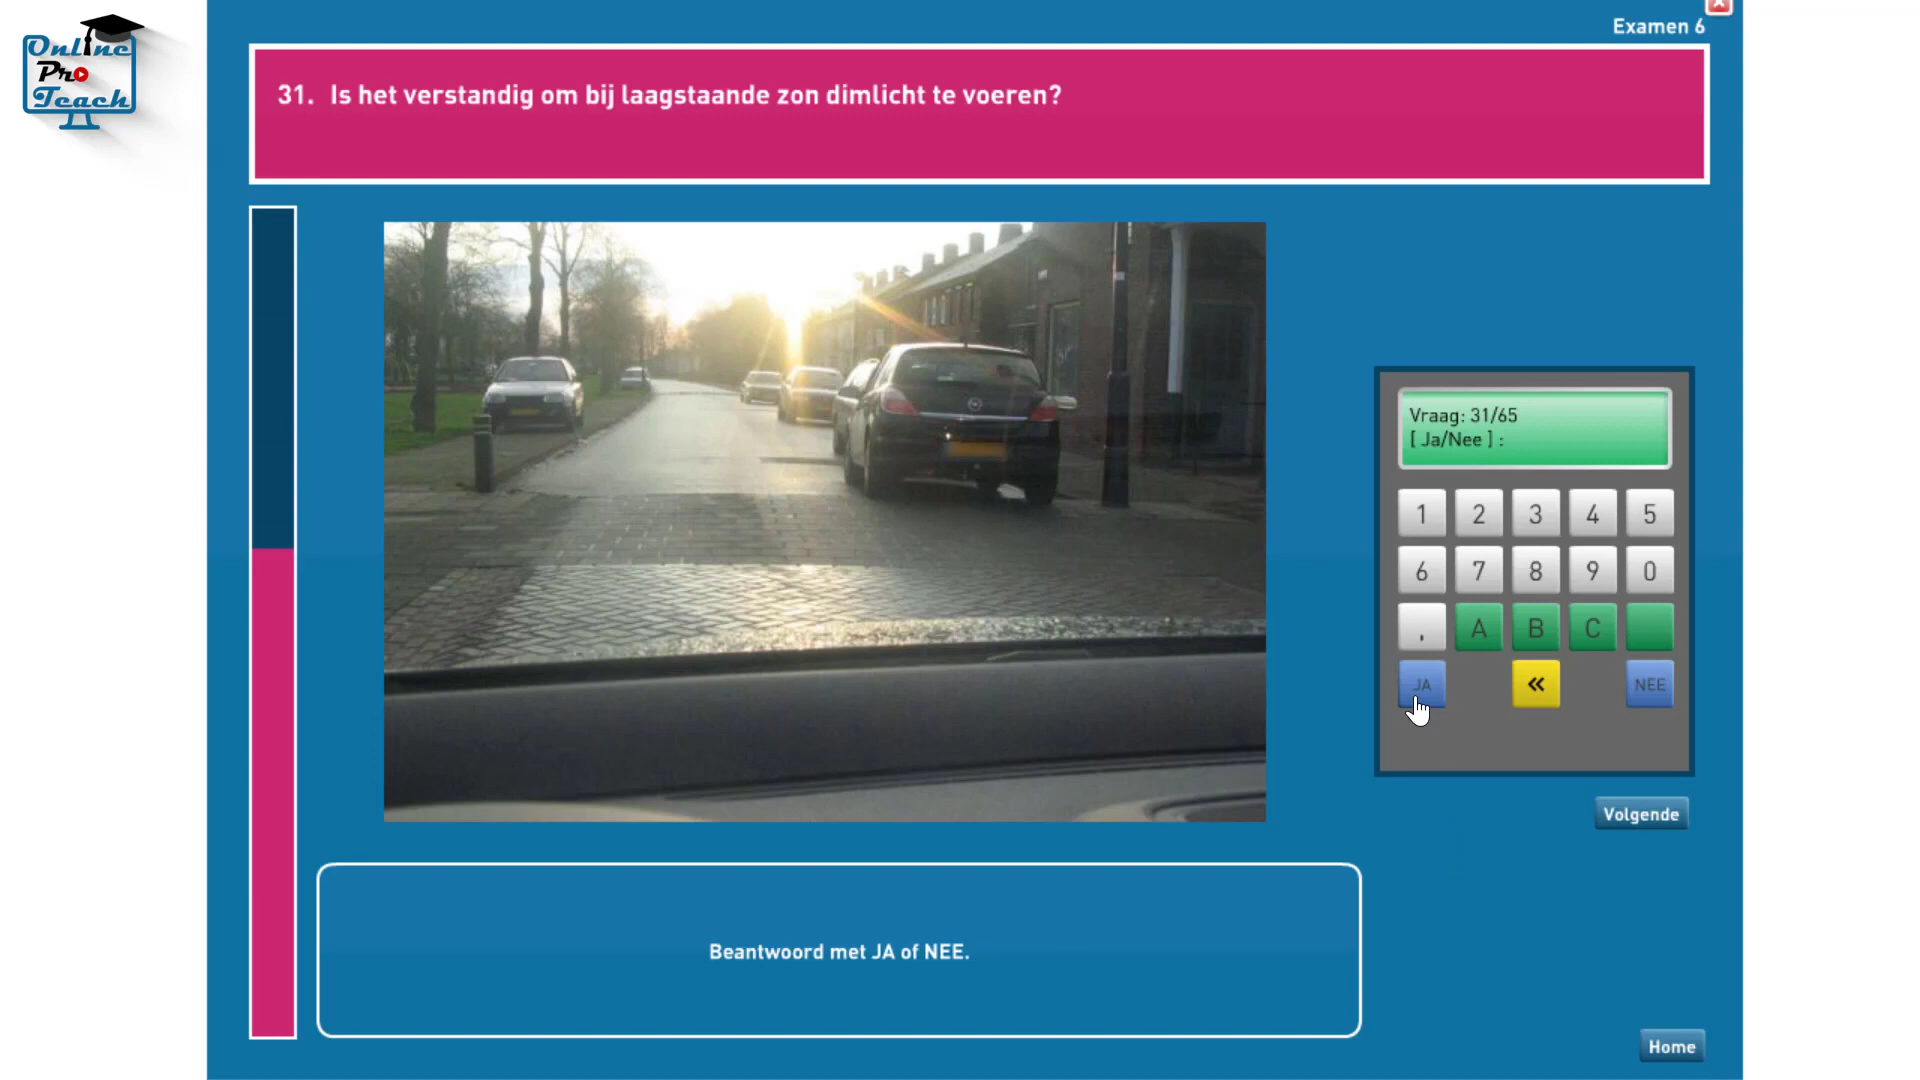 Online
Pro
Teach
Examen 6
31. Is het verstandig om bij laagstaande zon dimlicht te voeren?
Vraag: 31/65
[ Ja/Nee ] :
1 2 3 4 5
6 7 8 9 0
, A B C
JA « NEE
Volgende
Beantwoord met JA of NEE.
Home